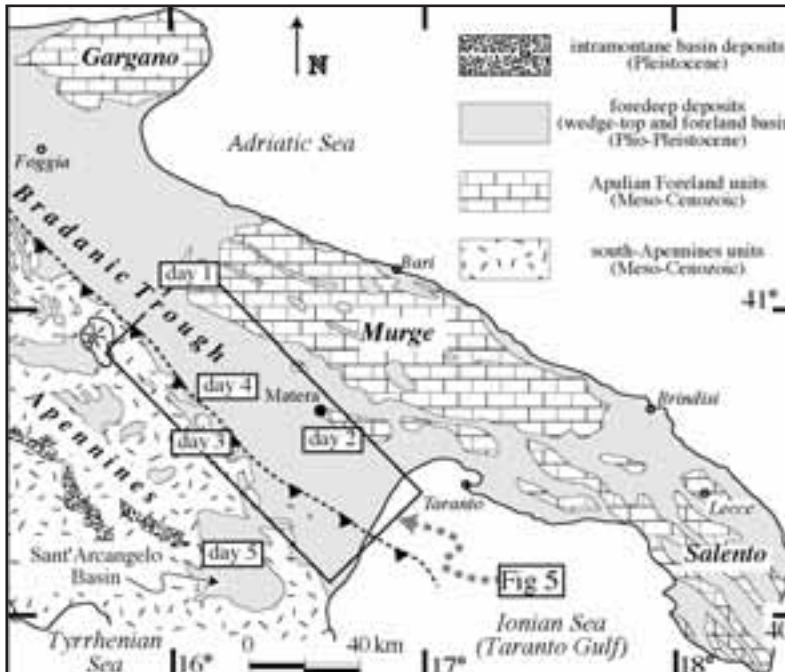 Gargano
N
Adriatic Sea
Foggia
intramontane basin deposits
(Pleistocene)
foredeep deposits
(wedge-top and foreland basin
(Plio-Pleistocene)
Apulian Foreland units
(Meso-Cenozoic)
south-Apennines units
(Meso-Cenozoic)
Bradanic Trough
day 1
Bari
41°
Murge
day 4
Matera
Brindisi
Apennines
day 3
day 2
Taranto
Lecce
day 5
Salento
Sant'Arcangelo
Basin
Fig 5
Ionian Sea
(Taranto Gulf)
40
Tyrrhenian
Sea
16°
0 40 km
17°
18°